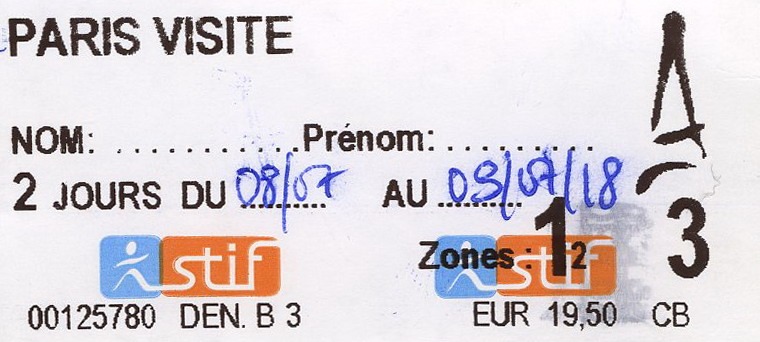 PARIS VISITE
NOM: ........... Prénom: ..........
2 JOURS DU 08/07 AU 09/07/18
stif Zones : 1 2 stif 3
00125780 DEN. B 3 EUR 19,50 CB